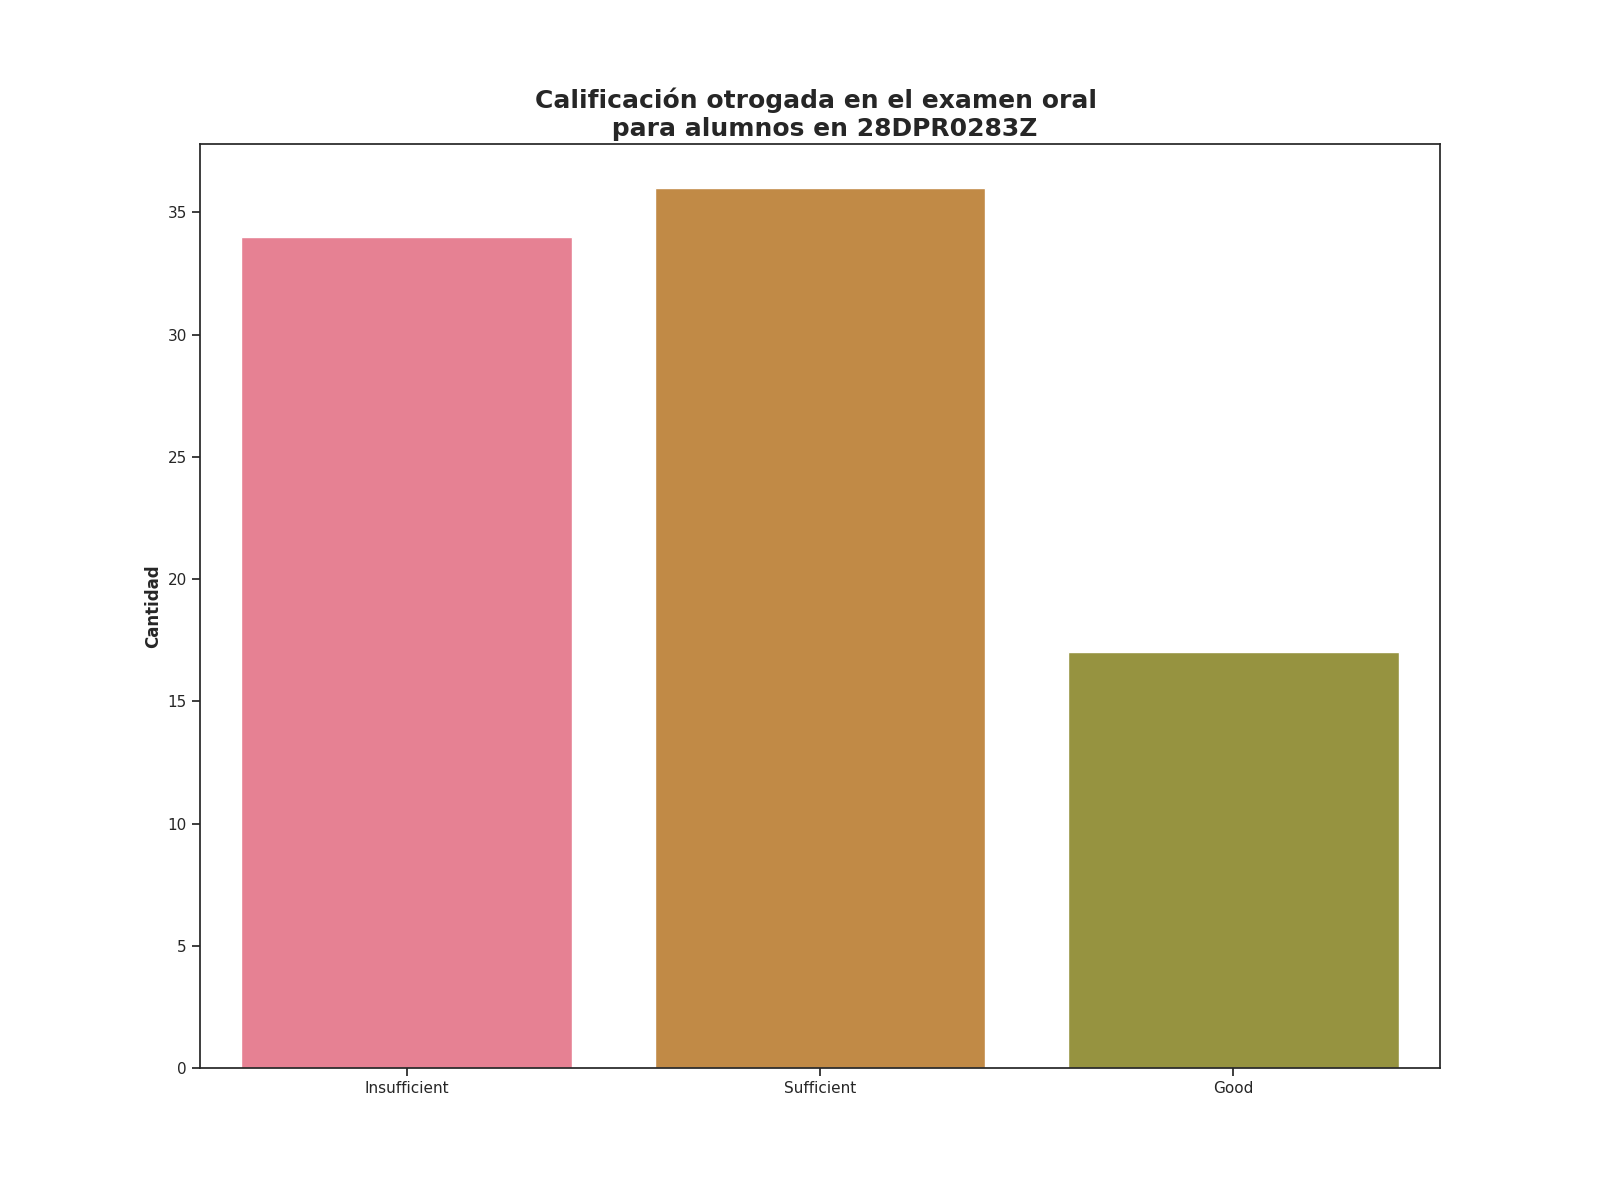 Calificación otrogada en el examen oral
para alumnos en 28DPR0283Z
35
30
25
20
15
10
5
0
Cantidad
Insufficient
Sufficient
Good